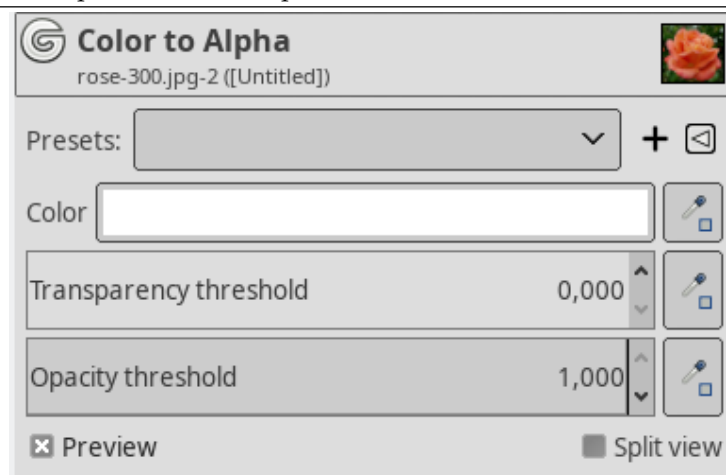 Color to Alpha
rose-300.jpg-2 ([Untitled])
Presets:
Color
Transparency threshold 0,000
Opacity threshold 1,000
Preview Split view